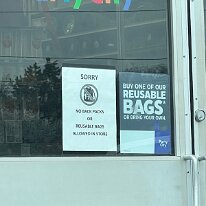 SORRY
NO BACK PACKS
OR
REUSABLE BAGS
ALLOWED IN STORE
BUY ONE OF OUR
REUSABLE
BAGS*
OR BRING YOUR OWN